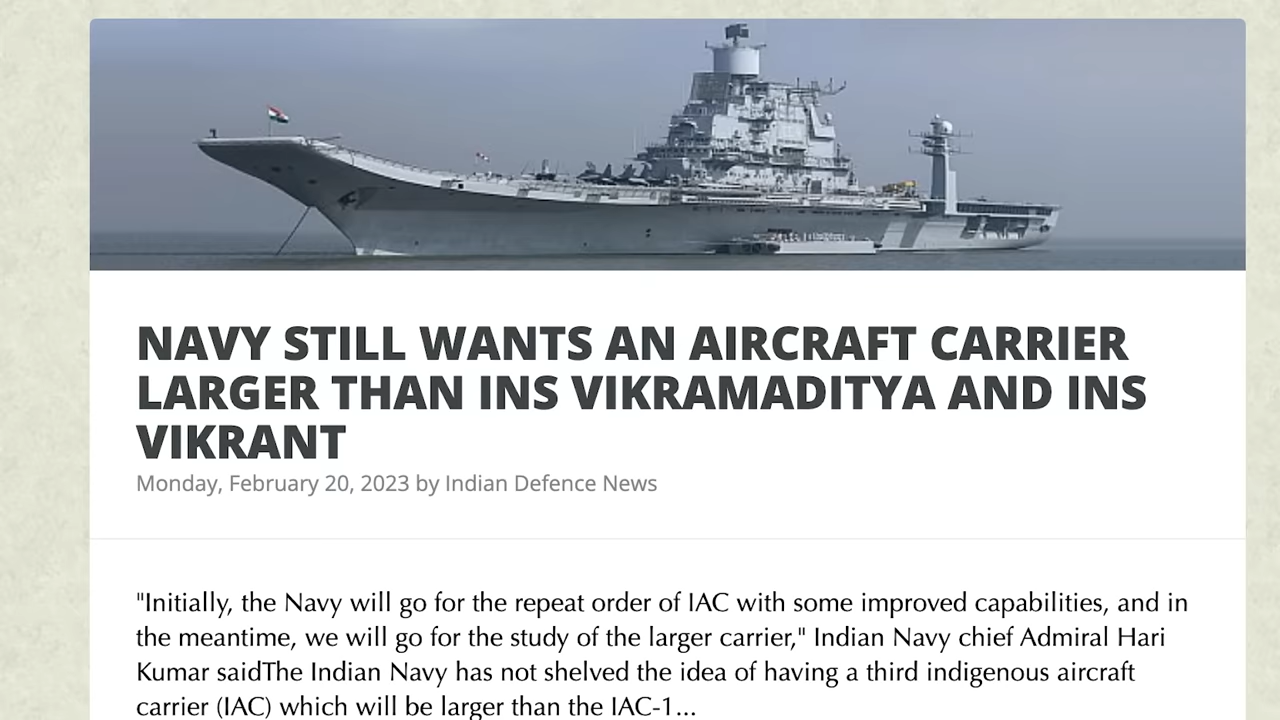 NAVY STILL WANTS AN AIRCRAFT CARRIER
LARGER THAN INS VIKRAMADITYA AND INS
VIKRANT
Monday, February 20, 2023 by Indian Defence News
"Initially, the Navy will go for the repeat order of IAC with some improved capabilities, and in
the meantime, we will go for the study of the larger carrier," Indian Navy chief Admiral Hari
Kumar saidThe Indian Navy has not shelved the idea of having a third indigenous aircraft
carrier (IAC) which will be larger than the IAC-1...